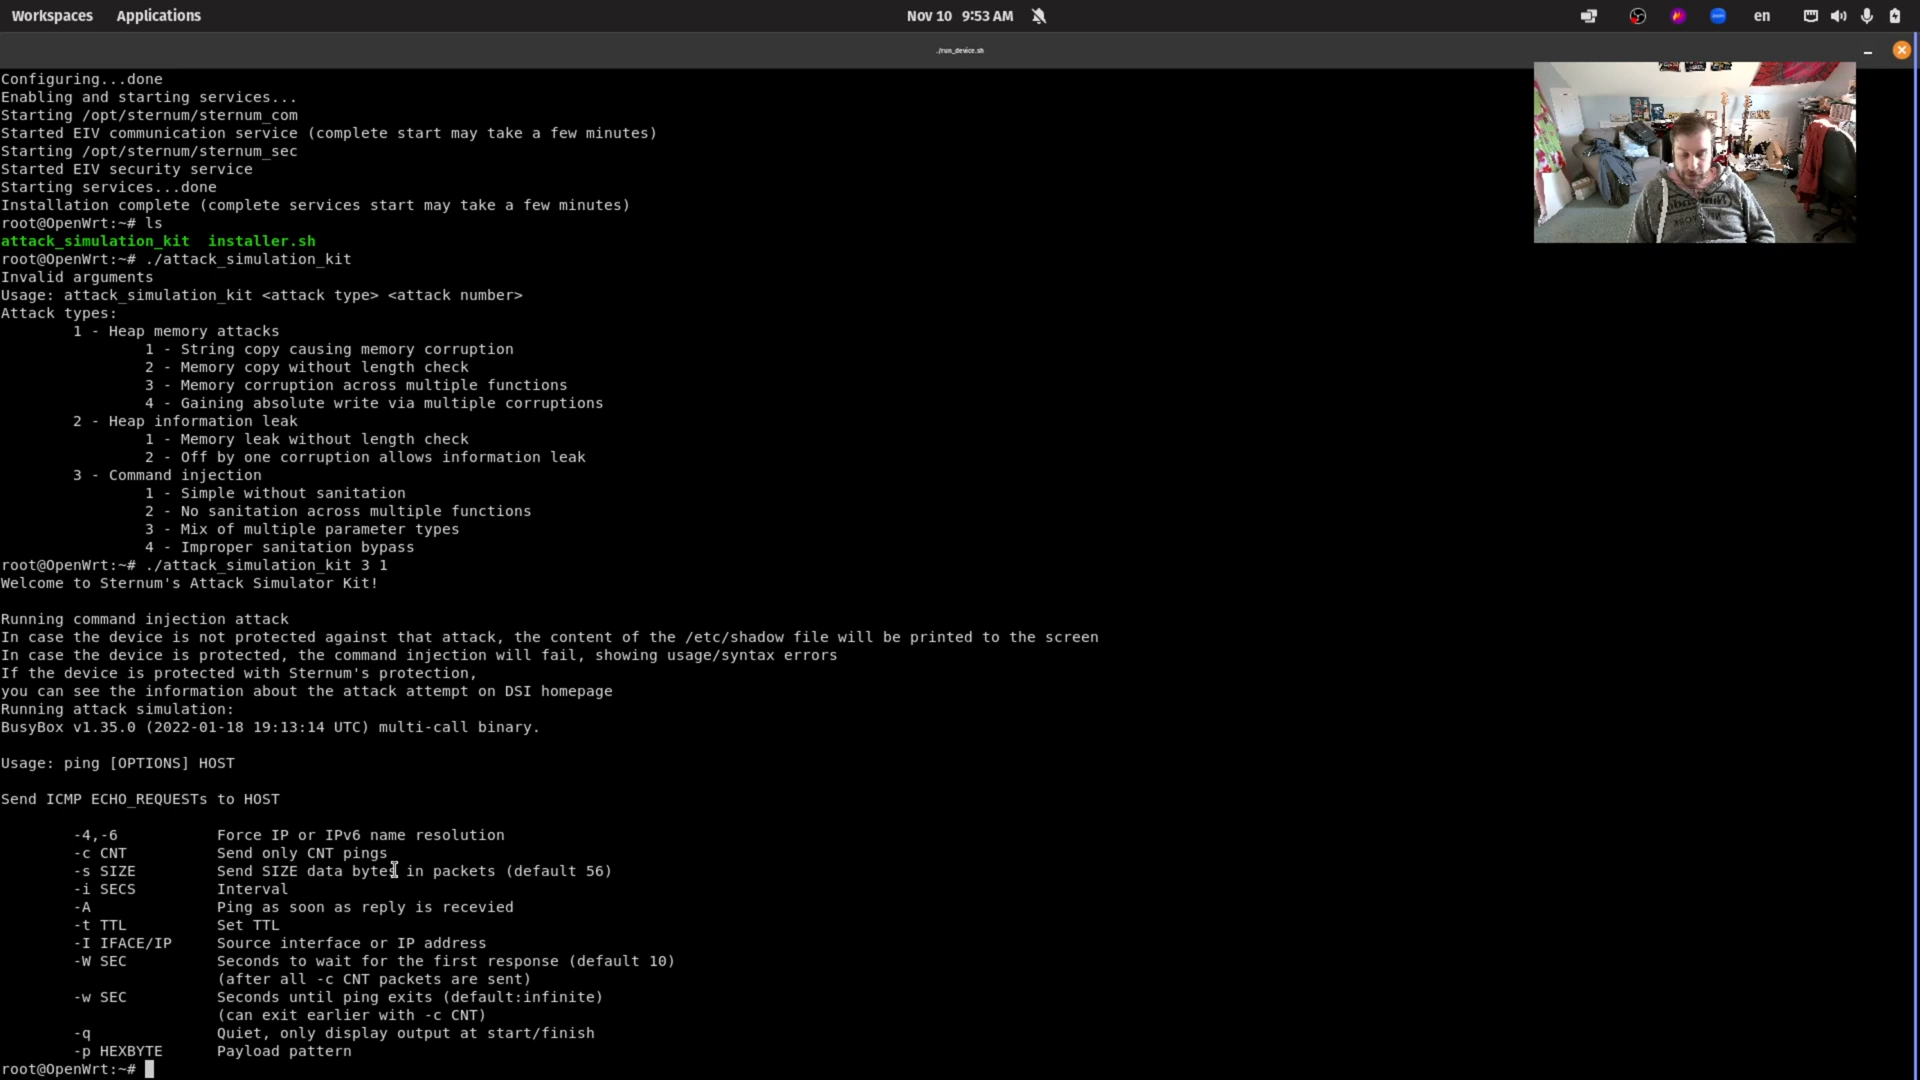 Workspaces Applications Nov 10 9:53 AM en
./run_device.sh
Configuring...done
Enabling and starting services...
Starting /opt/sternum/sternum_com
Started EIV communication service (complete start may take a few minutes)
Starting /opt/sternum/sternum_sec
Started EIV security service
Starting services...done
Installation complete (complete services start may take a few minutes)
root@OpenWrt:~# ls
attack_simulation_kit installer.sh
root@OpenWrt:~# ./attack_simulation_kit
Invalid arguments
Usage: attack_simulation_kit <attack type> <attack number>
Attack types:
1 - Heap memory attacks
1 - String copy causing memory corruption
2 - Memory copy without length check
3 - Memory corruption across multiple functions
4 - Gaining absolute write via multiple corruptions
2 - Heap information leak
1 - Memory leak without length check
2 - Off by one corruption allows information leak
3 - Command injection
1 - Simple without sanitation
2 - No sanitation across multiple functions
3 - Mix of multiple parameter types
4 - Improper sanitation bypass
root@OpenWrt:~# ./attack_simulation_kit 3 1
Welcome to Sternum's Attack Simulator Kit!
Running command injection attack
In case the device is not protected against that attack, the content of the /etc/shadow file will be printed to the screen
In case the device is protected, the command injection will fail, showing usage/syntax errors
If the device is protected with Sternum's protection,
you can see the information about the attack attempt on DSI homepage
Running attack simulation:
BusyBox v1.35.0 (2022-01-18 19:13:14 UTC) multi-call binary.
Usage: ping [OPTIONS] HOST
Send ICMP ECHO_REQUESTs to HOST
-4,-6 Force IP or IPv6 name resolution
-c CNT Send only CNT pings
-s SIZE Send SIZE data bytes in packets (default 56)
-i SECS Interval
-A Ping as soon as reply is recevied
-t TTL Set TTL
-I IFACE/IP Source interface or IP address
-W SEC Seconds to wait for the first response (default 10)
(after all -c CNT packets are sent)
-w SEC Seconds until ping exits (default:infinite)
(can exit earlier with -c CNT)
-q Quiet, only display output at start/finish
-p HEXBYTE Payload pattern
root@OpenWrt:~#